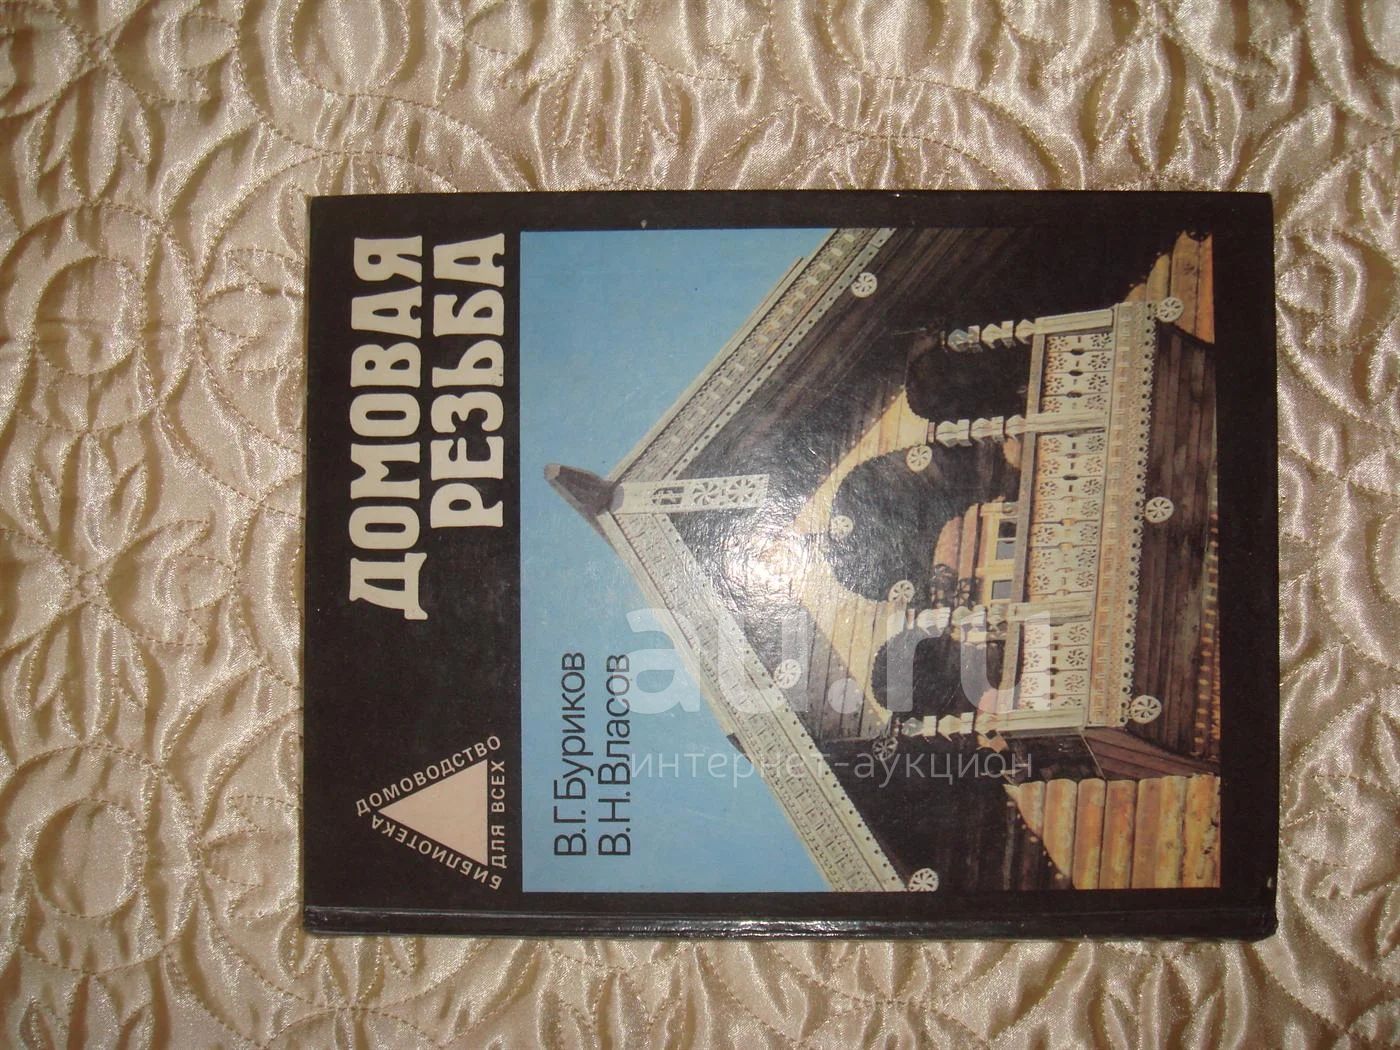 ДОМОВАЯ
РЕЗЬБА
БИБЛИОТЕКА
ДОМОВОДСТВО
ДЛЯ ВСЕХ
В.Г.Буриков
В.Н.Власов
au.ru
интернет-аукцион